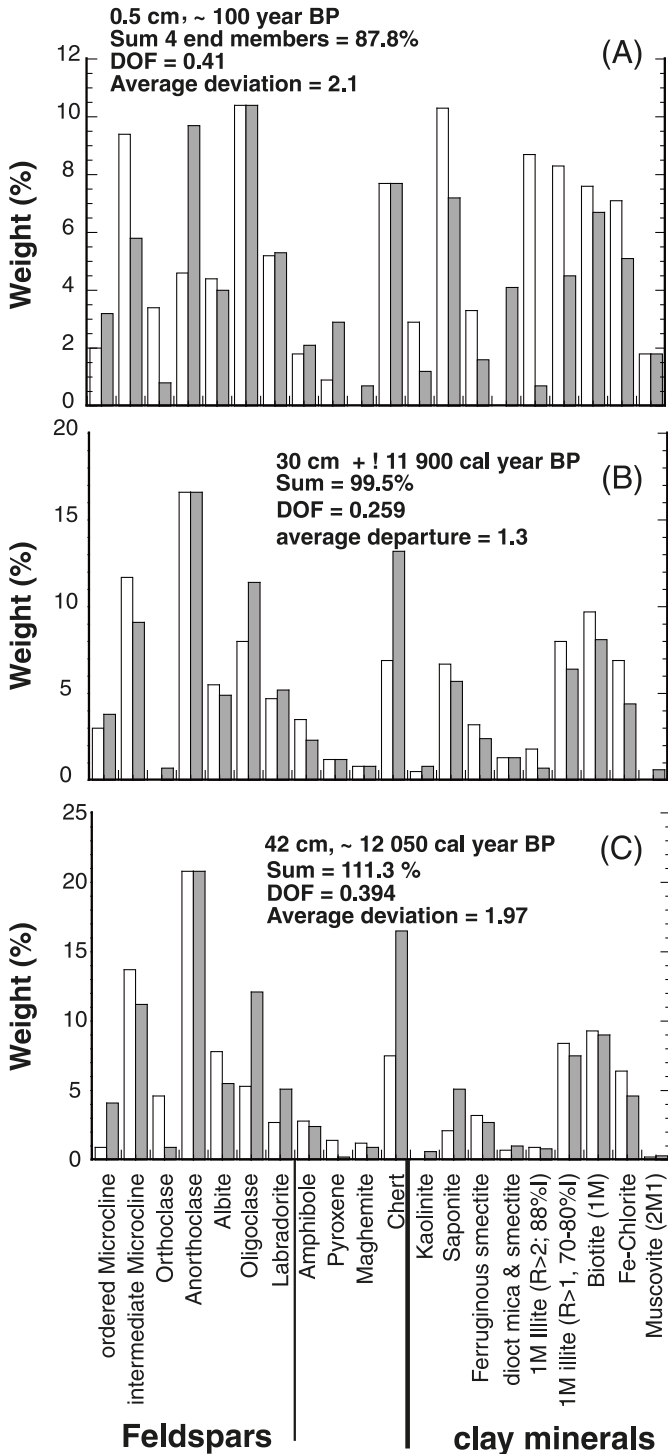 0.5 cm, ~ 100 year BP
Sum 4 end members = 87.8%
DOF = 0.41
Average deviation = 2.1
(A)
12
10
8
6
4
2
0
Weight (%)
30 cm + ! 11 900 cal year BP
Sum = 99.5%
DOF = 0.259
average departure = 1.3
(B)
20
15
10
5
0
Weight (%)
42 cm, ~ 12 050 cal year BP
Sum = 111.3 %
DOF = 0.394
Average deviation = 1.97
(C)
25
20
15
10
5
0
Weight (%)
ordered Microcline
intermediate Microcline
Orthoclase
Anorthoclase
Albite
Oligoclase
Labradorite
Amphibole
Pyroxene
Maghemite
Chert
Kaolinite
Saponite
Ferruginous smectite
dioct mica & smectite
1M Illite (R>2; 88%I)
1M illite (R>1, 70-80%I)
Biotite (1M)
Fe-Chlorite
Muscovite (2M1)
Feldspars
clay minerals